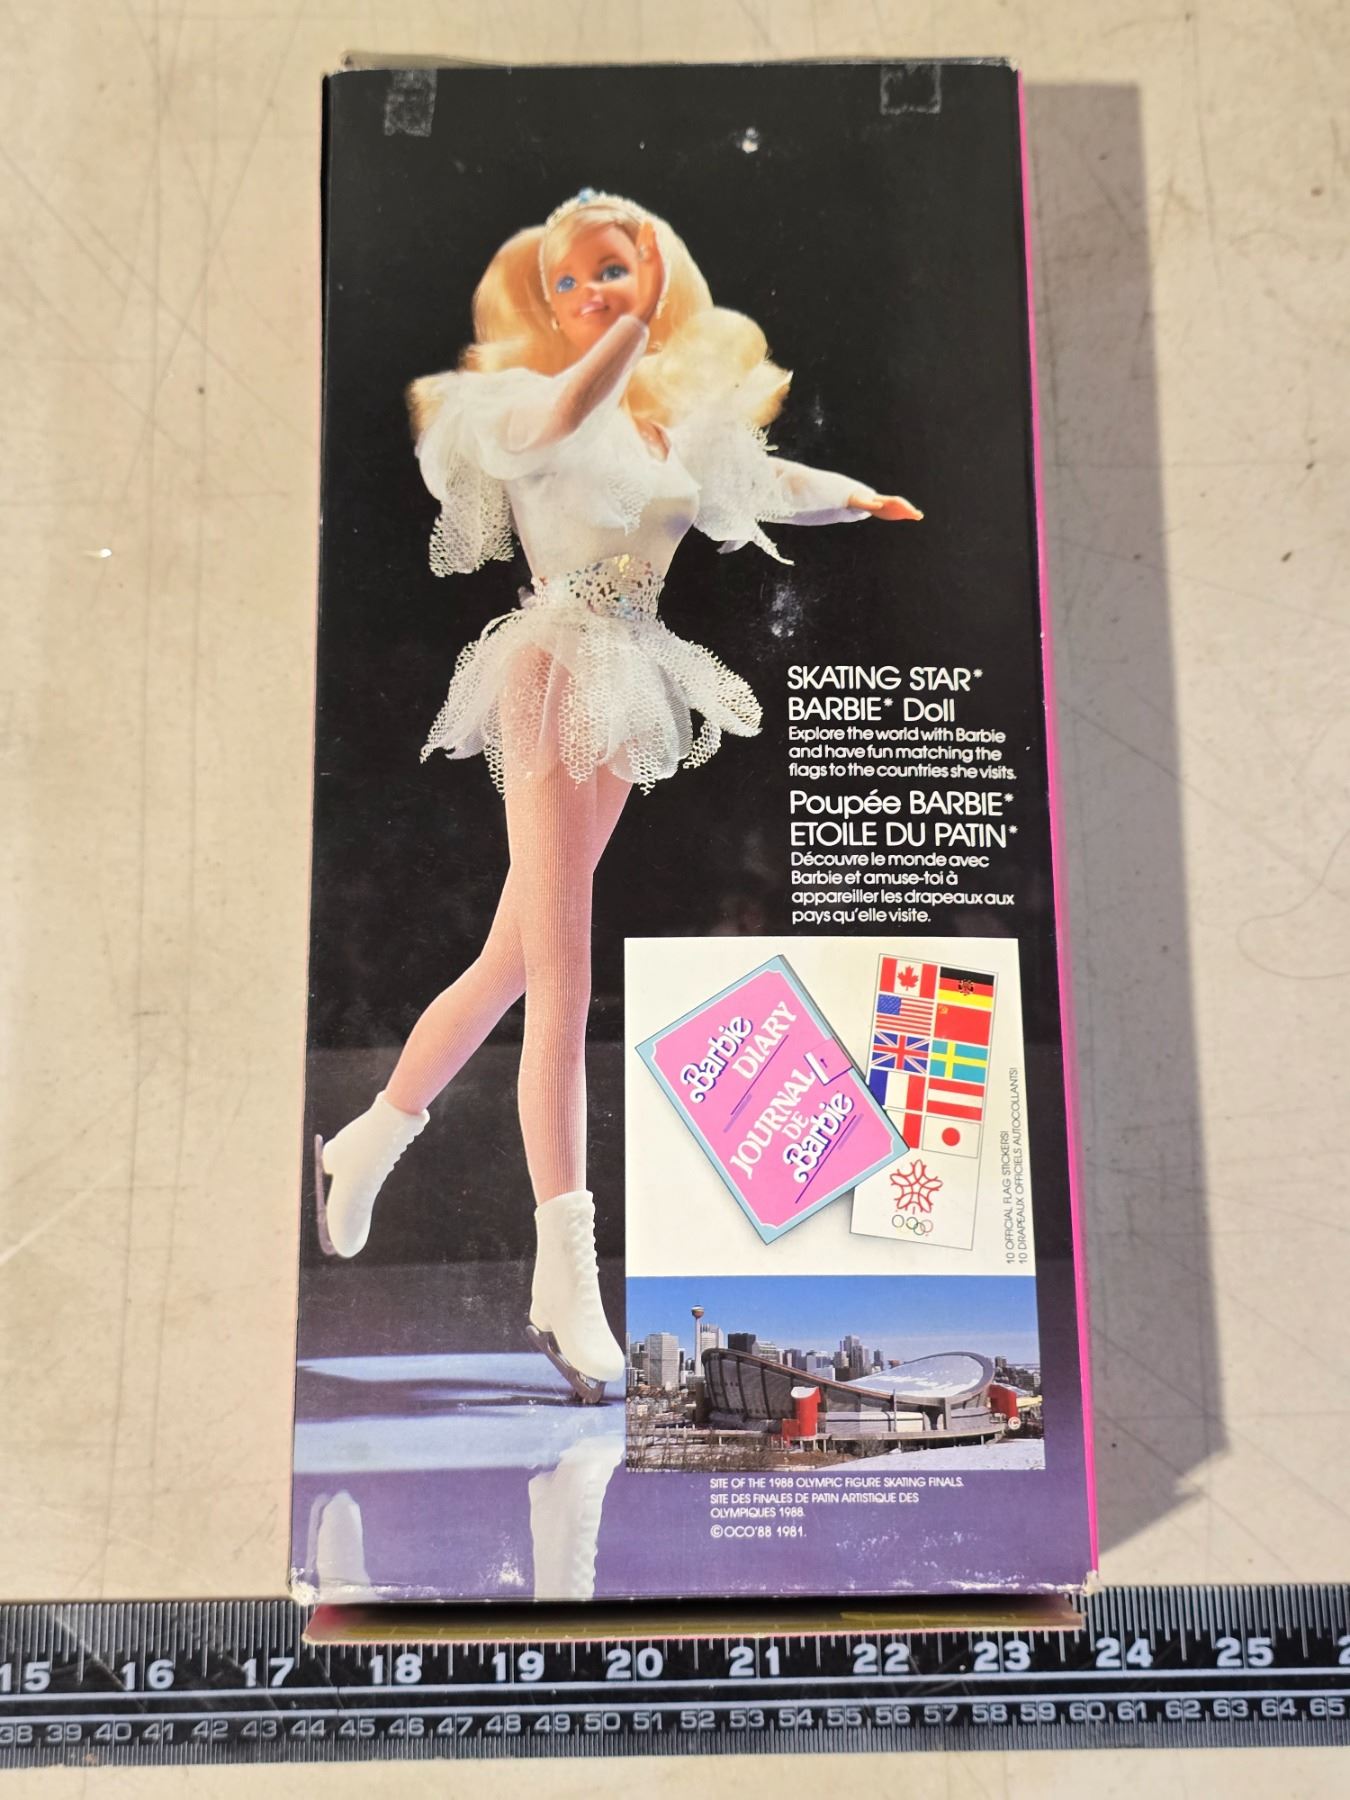 SKATING STAR*
BARBIE* Doll
Explore the world with Barbie
and have fun matching the
flags to the countries she visits.
Poupée BARBIE*
ETOILE DU PATIN*
Découvre le monde avec
Barbie et amuse-toi à
appareiller les drapeaux aux
pays qu'elle visite.
Barbie
DIARY
JOURNAL
DE
Barbie
10 OFFICIAL FLAG STICKERS!
10 DRAPEAUX OFFICIELS AUTOCOLLANTS!
©
SITE OF THE 1988 OLYMPIC FIGURE SKATING FINALS.
SITE DES FINALES DE PATIN ARTISTIQUE DES
OLYMPIQUES 1988.
©OCO'88 1981.
15 16 17 18 19 20 21 22 23 24 25
38 39 40 41 42 43 44 45 46 47 48 49 50 51 52 53 54 55 56 57 58 59 60 61 62 63 64 65